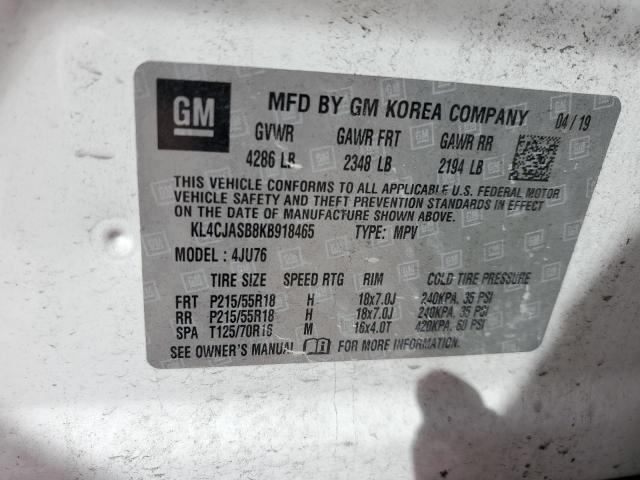 GM
MFD BY GM KOREA COMPANY 04/19
GVWR GAWR FRT GAWR RR
4286 LB 2348 LB 2194 LB
THIS VEHICLE CONFORMS TO ALL APPLICABLE U.S. FEDERAL MOTOR
VEHICLE SAFETY AND THEFT PREVENTION STANDARDS IN EFFECT
ON THE DATE OF MANUFACTURE SHOWN ABOVE.
KL4CJASB8KB918465 TYPE: MPV
MODEL: 4JU76
TIRE SIZE SPEED RTG RIM COLD TIRE PRESSURE
FRT P215/55R18 H 18x7.0J 240KPA, 35 PSI
RR P215/55R18 H 18x7.0J 240KPA, 35 PSI
SPA T125/70R16 M 16x4.0T 420KPA, 60 PSI
SEE OWNER'S MANUAL FOR MORE INFORMATION.